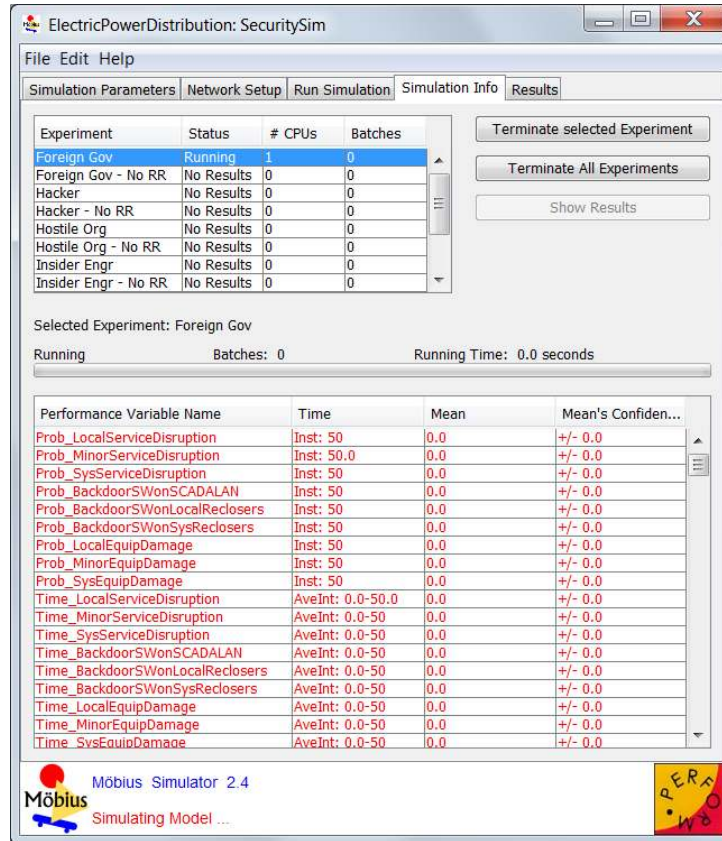 ElectricPowerDistribution: SecuritySim
File Edit Help
Simulation Parameters Network Setup Run Simulation Simulation Info Results
Experiment Status # CPUs Batches
Foreign Gov Running 1 0
Foreign Gov - No RR No Results 0 0
Hacker No Results 0 0
Hacker - No RR No Results 0 0
Hostile Org No Results 0 0
Hostile Org - No RR No Results 0 0
Insider Engr No Results 0 0
Insider Engr - No RR No Results 0 0
Terminate selected Experiment
Terminate All Experiments
Show Results
Selected Experiment: Foreign Gov
Running Batches: 0 Running Time: 0.0 seconds
Performance Variable Name Time Mean Mean's Confiden...
Prob_LocalServiceDisruption Inst: 50 0.0 +/- 0.0
Prob_MinorServiceDisruption Inst: 50.0 0.0 +/- 0.0
Prob_SysServiceDisruption Inst: 50 0.0 +/- 0.0
Prob_BackdoorSWonSCADALAN Inst: 50 0.0 +/- 0.0
Prob_BackdoorSWonLocalReclosers Inst: 50 0.0 +/- 0.0
Prob_BackdoorSWonSysReclosers Inst: 50 0.0 +/- 0.0
Prob_LocalEquipDamage Inst: 50 0.0 +/- 0.0
Prob_MinorEquipDamage Inst: 50 0.0 +/- 0.0
Prob_SysEquipDamage Inst: 50 0.0 +/- 0.0
Time_LocalServiceDisruption AveInt: 0.0-50.0 0.0 +/- 0.0
Time_MinorServiceDisruption AveInt: 0.0-50 0.0 +/- 0.0
Time_SysServiceDisruption AveInt: 0.0-50 0.0 +/- 0.0
Time_BackdoorSWonSCADALAN AveInt: 0.0-50 0.0 +/- 0.0
Time_BackdoorSWonLocalReclosers AveInt: 0.0-50 0.0 +/- 0.0
Time_BackdoorSWonSysReclosers AveInt: 0.0-50 0.0 +/- 0.0
Time_LocalEquipDamage AveInt: 0.0-50 0.0 +/- 0.0
Time_MinorEquipDamage AveInt: 0.0-50 0.0 +/- 0.0
Time_SysEquipDamage AveInt: 0.0-50 0.0 +/- 0.0
Möbius
Möbius Simulator 2.4
Simulating Model ...
PERFORM